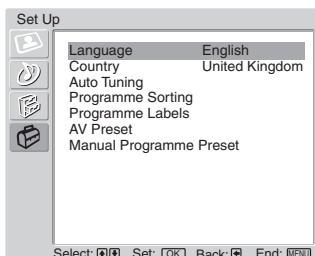 Set Up
Language English
Country United Kingdom
Auto Tuning
Programme Sorting
Programme Labels
AV Preset
Manual Programme Preset
Select: Set: OK Back: End: MENU